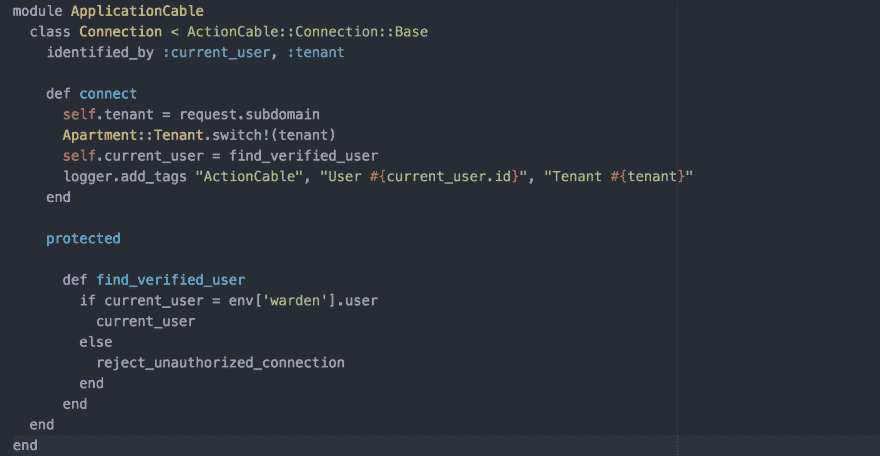 module ApplicationCable
  class Connection < ActionCable::Connection::Base
    identified_by :current_user, :tenant

    def connect
      self.tenant = request.subdomain
      Apartment::Tenant.switch!(tenant)
      self.current_user = find_verified_user
      logger.add_tags "ActionCable", "User #{current_user.id}", "Tenant #{tenant}"
    end

    protected

      def find_verified_user
        if current_user = env['warden'].user
          current_user
        else
          reject_unauthorized_connection
        end
      end
  end
end